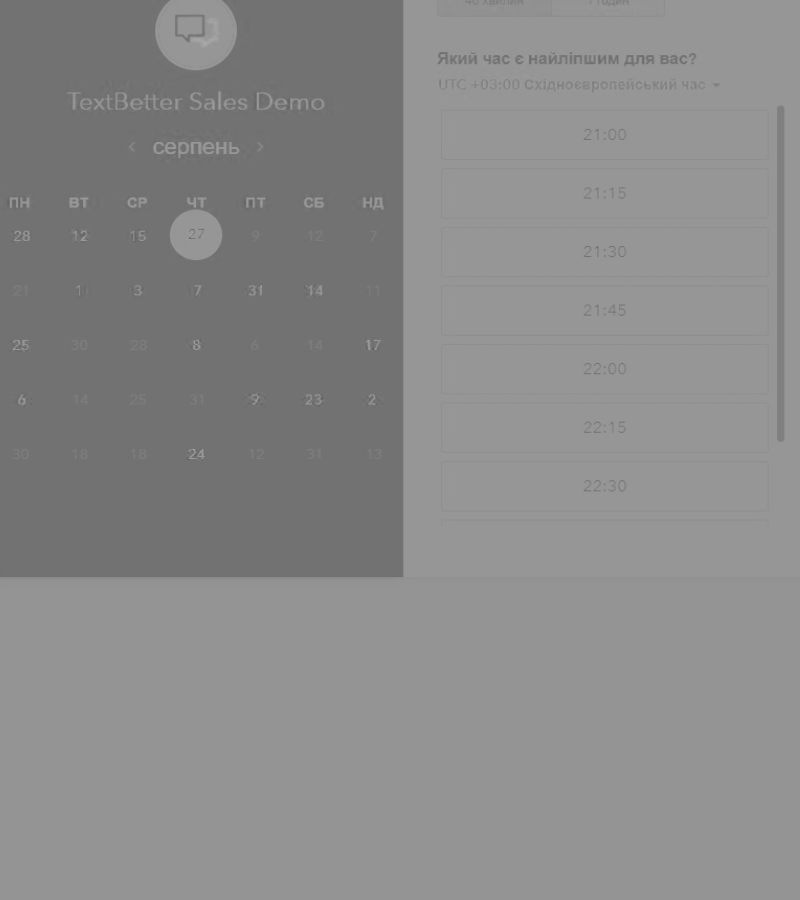 TextBetter Sales Demo
серпень
ПН ВТ СР ЧТ ПТ СБ НД
28 12 15 27 9 12 7
21 1 3 7 31 14 11
25 30 28 8 6 14 17
6 14 25 31 9 23 2
30 18 18 24 12 31 13
Який час є найліпшим для вас?
UTC +03:00 Східноєвропейський час
21:00
21:15
21:30
21:45
22:00
22:15
22:30